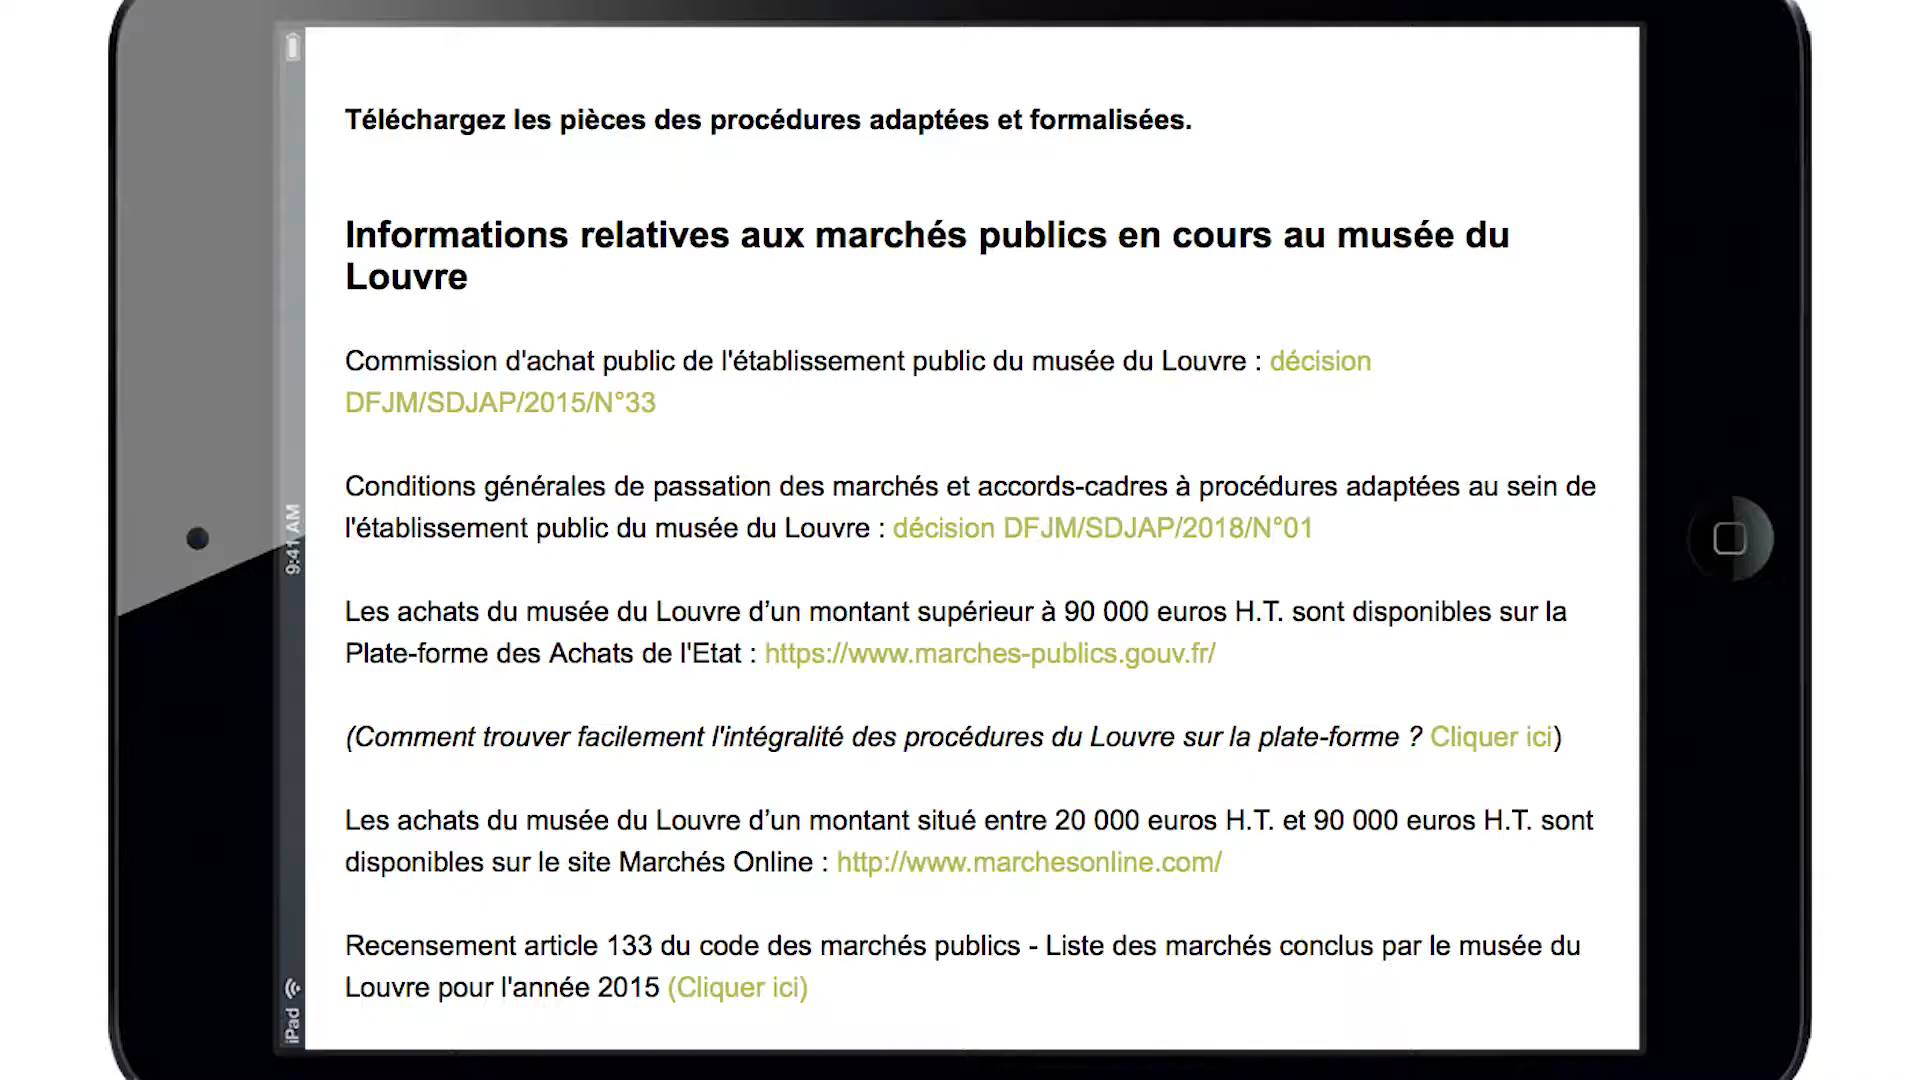 Téléchargez les pièces des procédures adaptées et formalisées.
Informations relatives aux marchés publics en cours au musée du
Louvre
Commission d'achat public de l'établissement public du musée du Louvre : décision
DFJM/SDJAP/2015/N°33
Conditions générales de passation des marchés et accords-cadres à procédures adaptées au sein de
l'établissement public du musée du Louvre : décision DFJM/SDJAP/2018/N°01
Les achats du musée du Louvre d’un montant supérieur à 90 000 euros H.T. sont disponibles sur la
Plate-forme des Achats de l'Etat : https://www.marches-publics.gouv.fr/
(Comment trouver facilement l'intégralité des procédures du Louvre sur la plate-forme ? Cliquer ici)
Les achats du musée du Louvre d’un montant situé entre 20 000 euros H.T. et 90 000 euros H.T. sont
disponibles sur le site Marchés Online : http://www.marchesonline.com/
Recensement article 133 du code des marchés publics - Liste des marchés conclus par le musée du
Louvre pour l'année 2015 (Cliquer ici)
iPad
9:41 AM